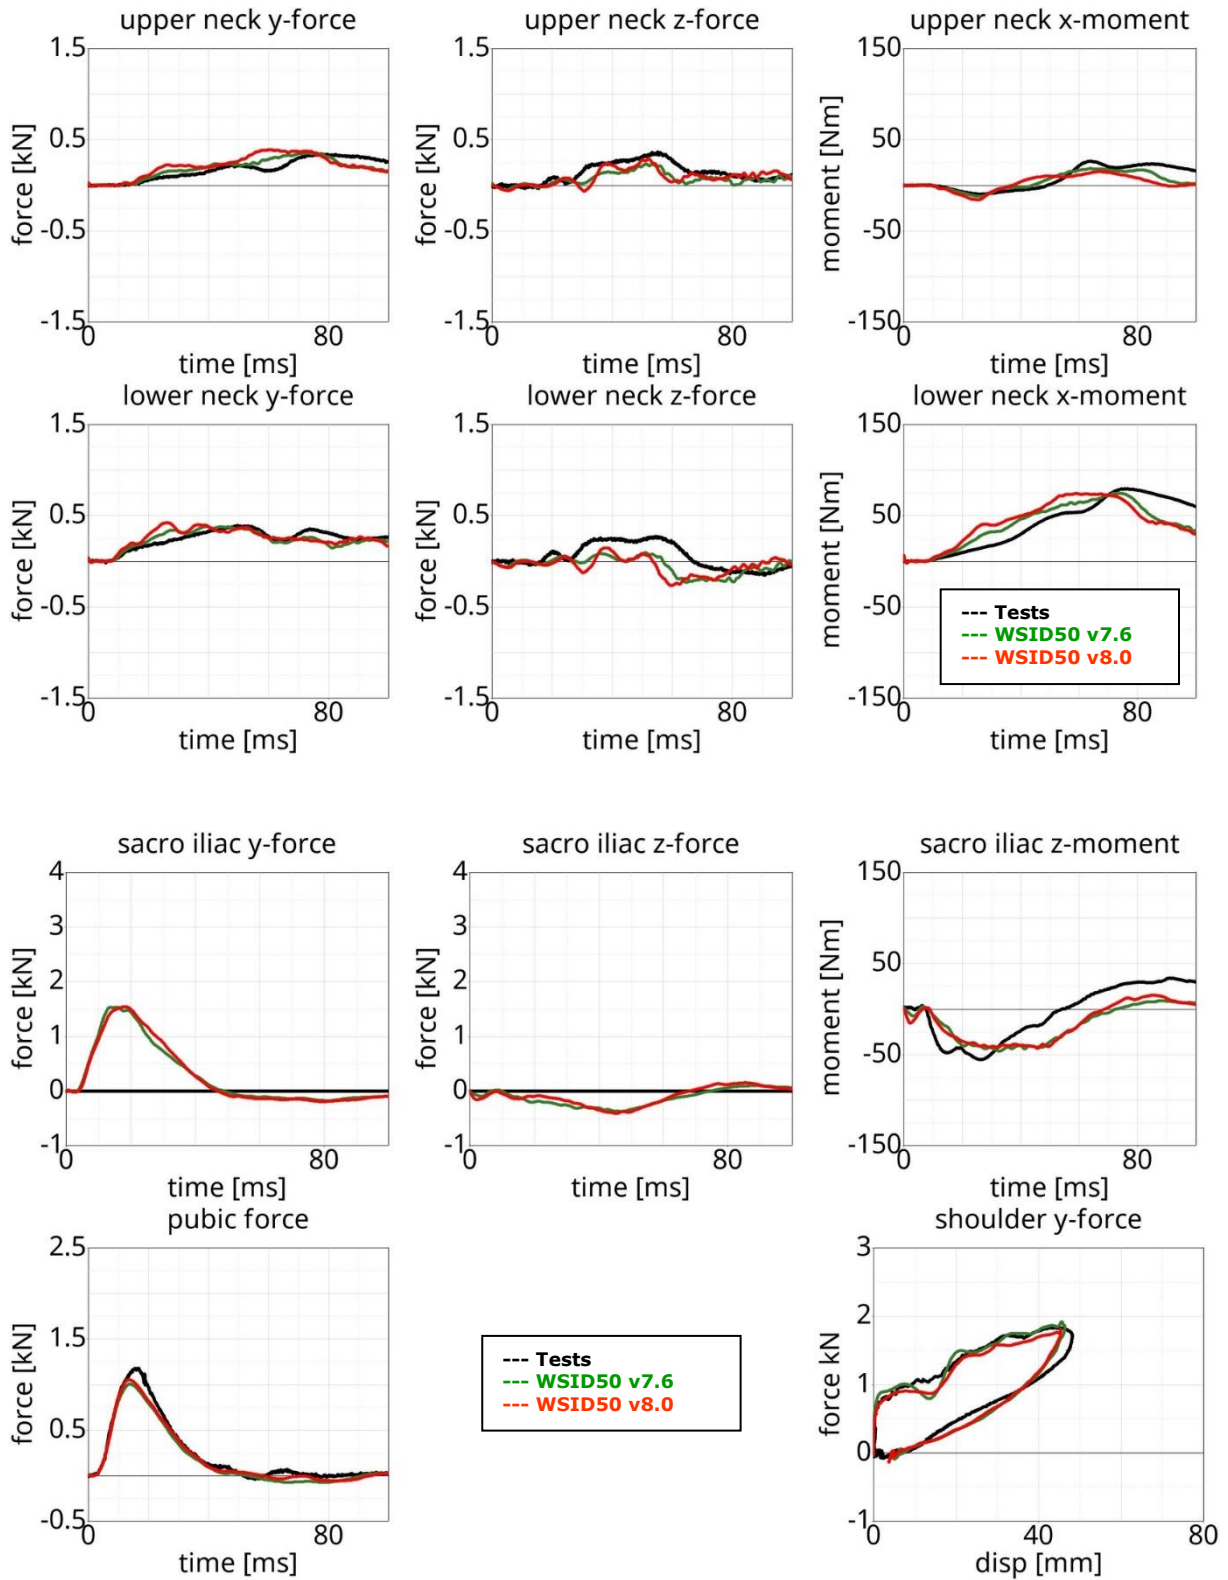 upper neck y-force
upper neck z-force
upper neck x-moment
1.5
0.5
-0.5
-1.5
force [kN]
0
80
time [ms]
1.5
0.5
-0.5
-1.5
force [kN]
0
80
time [ms]
150
50
-50
-150
moment [Nm]
0
80
time [ms]
lower neck y-force
lower neck z-force
lower neck x-moment
1.5
0.5
-0.5
-1.5
force [kN]
0
80
time [ms]
1.5
0.5
-0.5
-1.5
force [kN]
0
80
time [ms]
150
50
-50
-150
moment [Nm]
--- Tests
--- WSID50 v7.6
--- WSID50 v8.0
0
80
time [ms]
sacro iliac y-force
sacro iliac z-force
sacro iliac z-moment
4
3
2
1
0
-1
force [kN]
0
80
time [ms]
4
3
2
1
0
-1
force [kN]
0
80
time [ms]
150
50
-50
-150
moment [Nm]
0
80
time [ms]
pubic force
shoulder y-force
2.5
1.5
0.5
-0.5
force [kN]
0
80
time [ms]
--- Tests
--- WSID50 v7.6
--- WSID50 v8.0
3
2
1
0
-1
force kN
0
40
80
disp [mm]